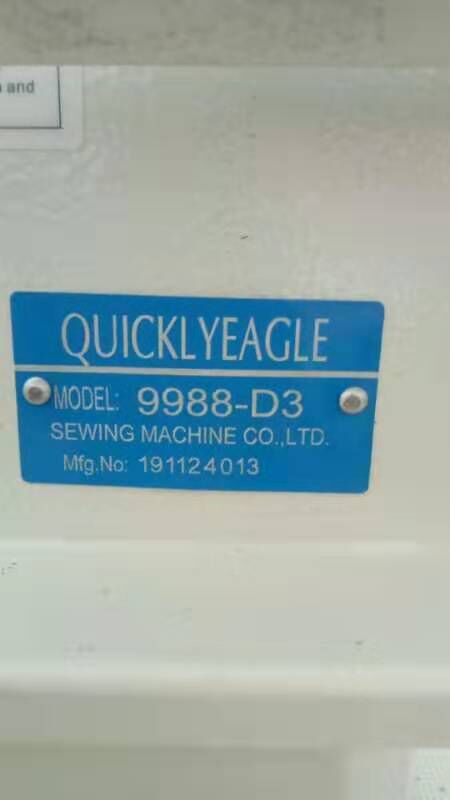 and
QUICKLYEAGLE
MODEL: 9988-D3
SEWING MACHINE CO.,LTD.
Mfg.No: 191124013